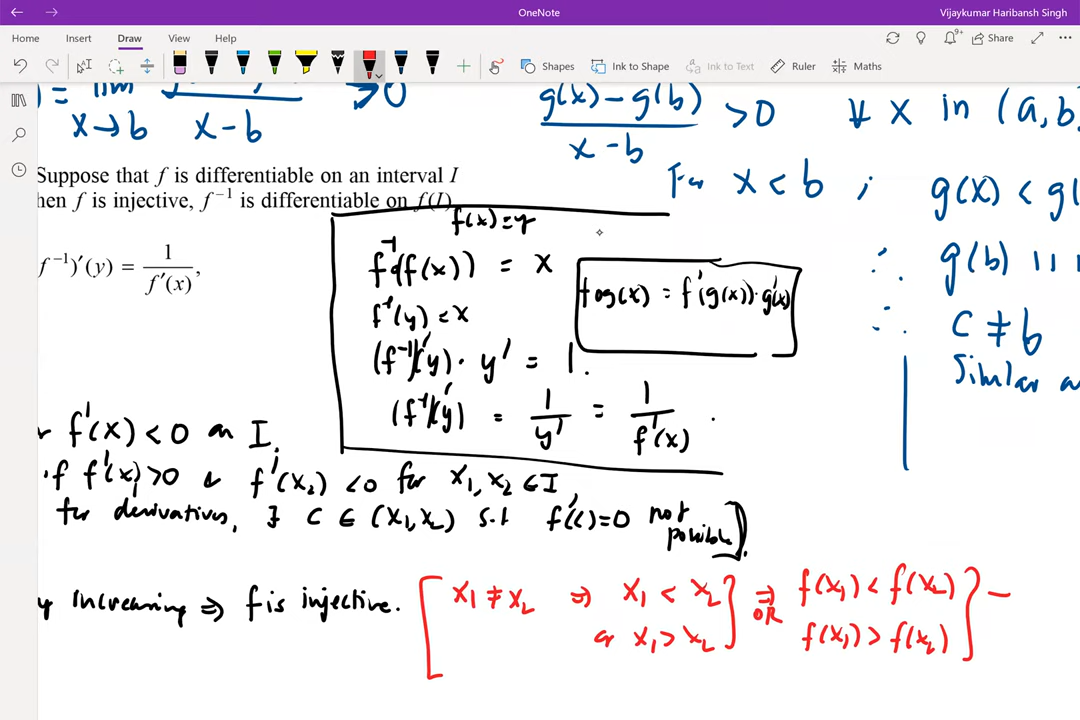 OneNote
Vijaykumar Haribansh Singh
Home Insert Draw View Help
Share
Shapes Ink to Shape Ink to Text Ruler Maths
) = lim x→b x-b >0
g(x)-g(b) / x-b >0 ∀ x in (a,b
For x < b ; g(x) < g(
Suppose that f is differentiable on an interval I
hen f is injective, f⁻¹ is differentiable on f(I),
f⁻¹)′(y) = 1/f′(x),
f(x)=y
f⁻¹(f(x)) = x
f⁻¹(y) = x
(f⁻¹)′(y) · y′ = 1.
(f⁻¹)′(y) = 1/y′ = 1/f′(x) .
fog(x) = f′(g(x))·g′(x)
∴ g(b)
∴ c ≠ b
Similar
f′(x) <0 on I.
if f′(x₁)>0 & f′(x₂) <0 for x₁, x₂ ∈ I
for derivatives, ∃ c ∈ (x₁,x₂) s.t f′(c)=0 not possible].
y increasing ⇒ f is injective.
[ x₁ ≠ x₂ ⇒ x₁ < x₂ ] ⇒ f(x₁) < f(x₂) ] –
or x₁ > x₂ OR f(x₁) > f(x₂)